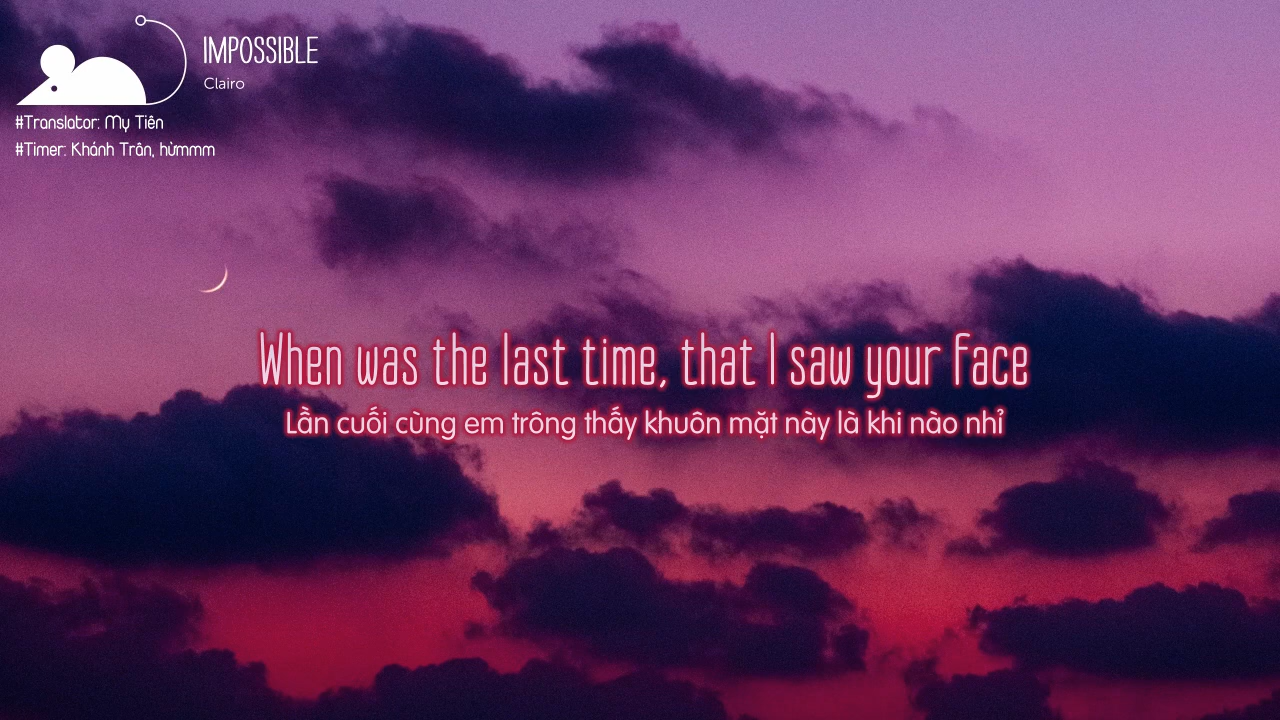 IMPOSSIBLE
Clairo
#Translator: Mỵ Tiên
#Timer: Khánh Trân, hừmmm
When was the last time, that I saw your face
Lần cuối cùng em trông thấy khuôn mặt này là khi nào nhỉ